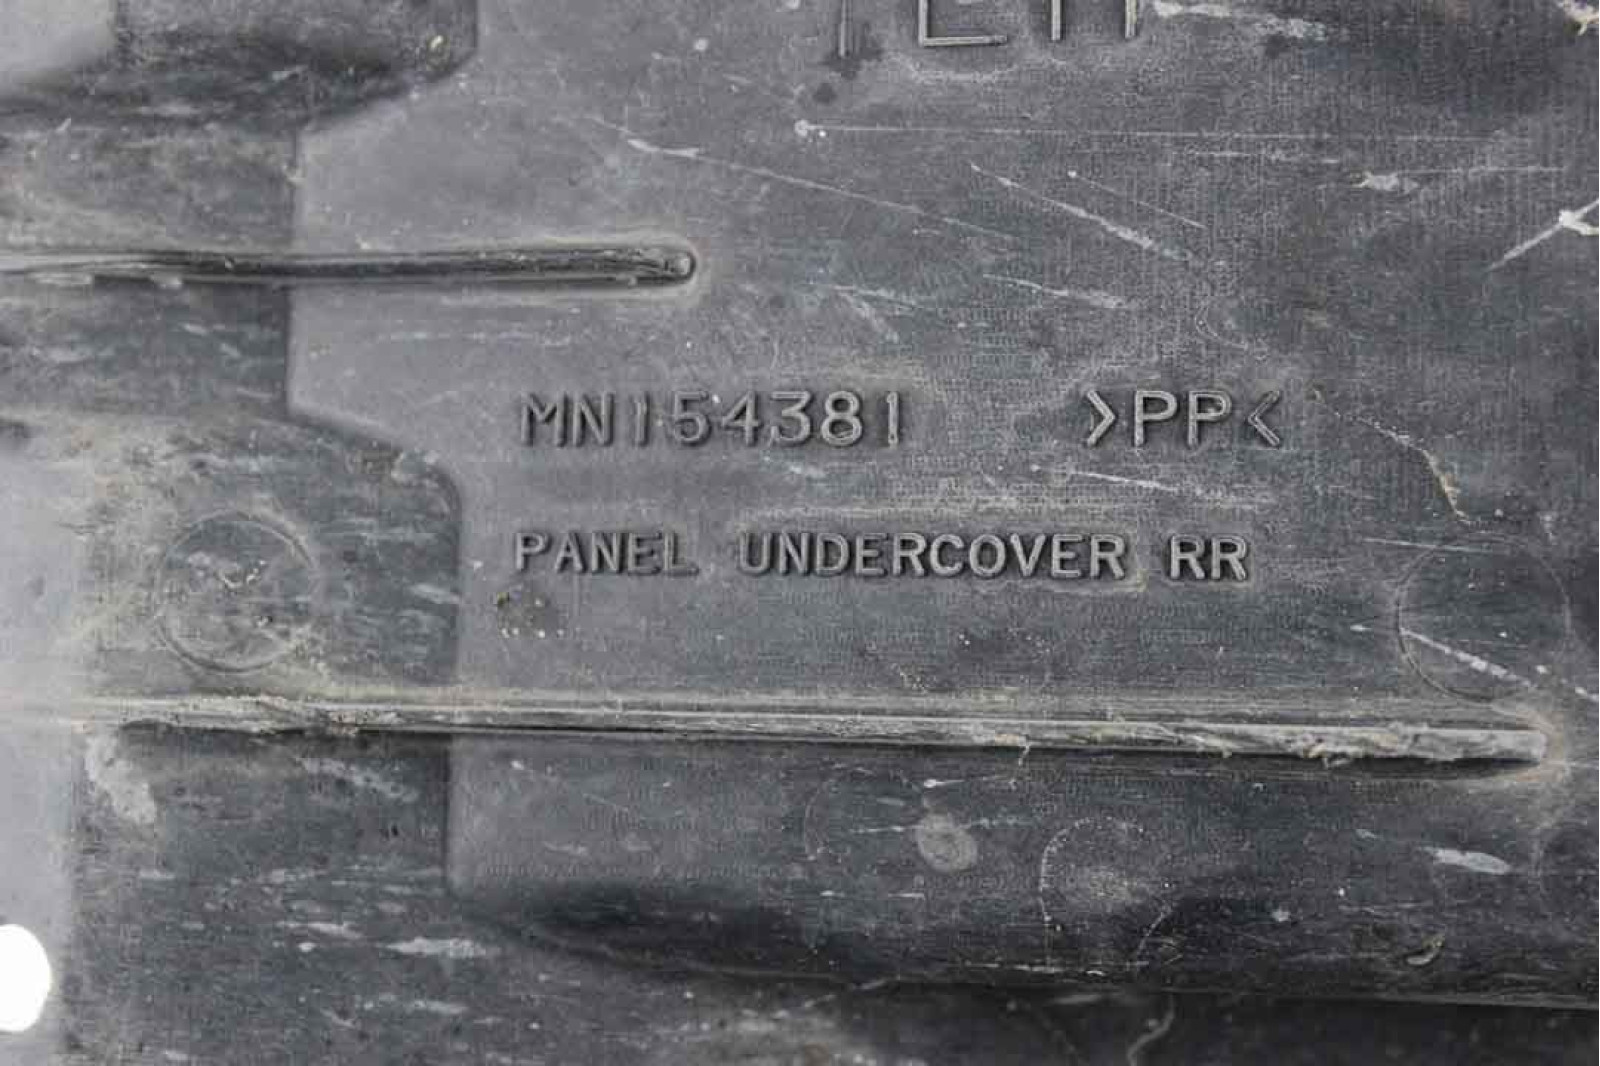 MN154381 >PP<
PANEL UNDERCOVER RR